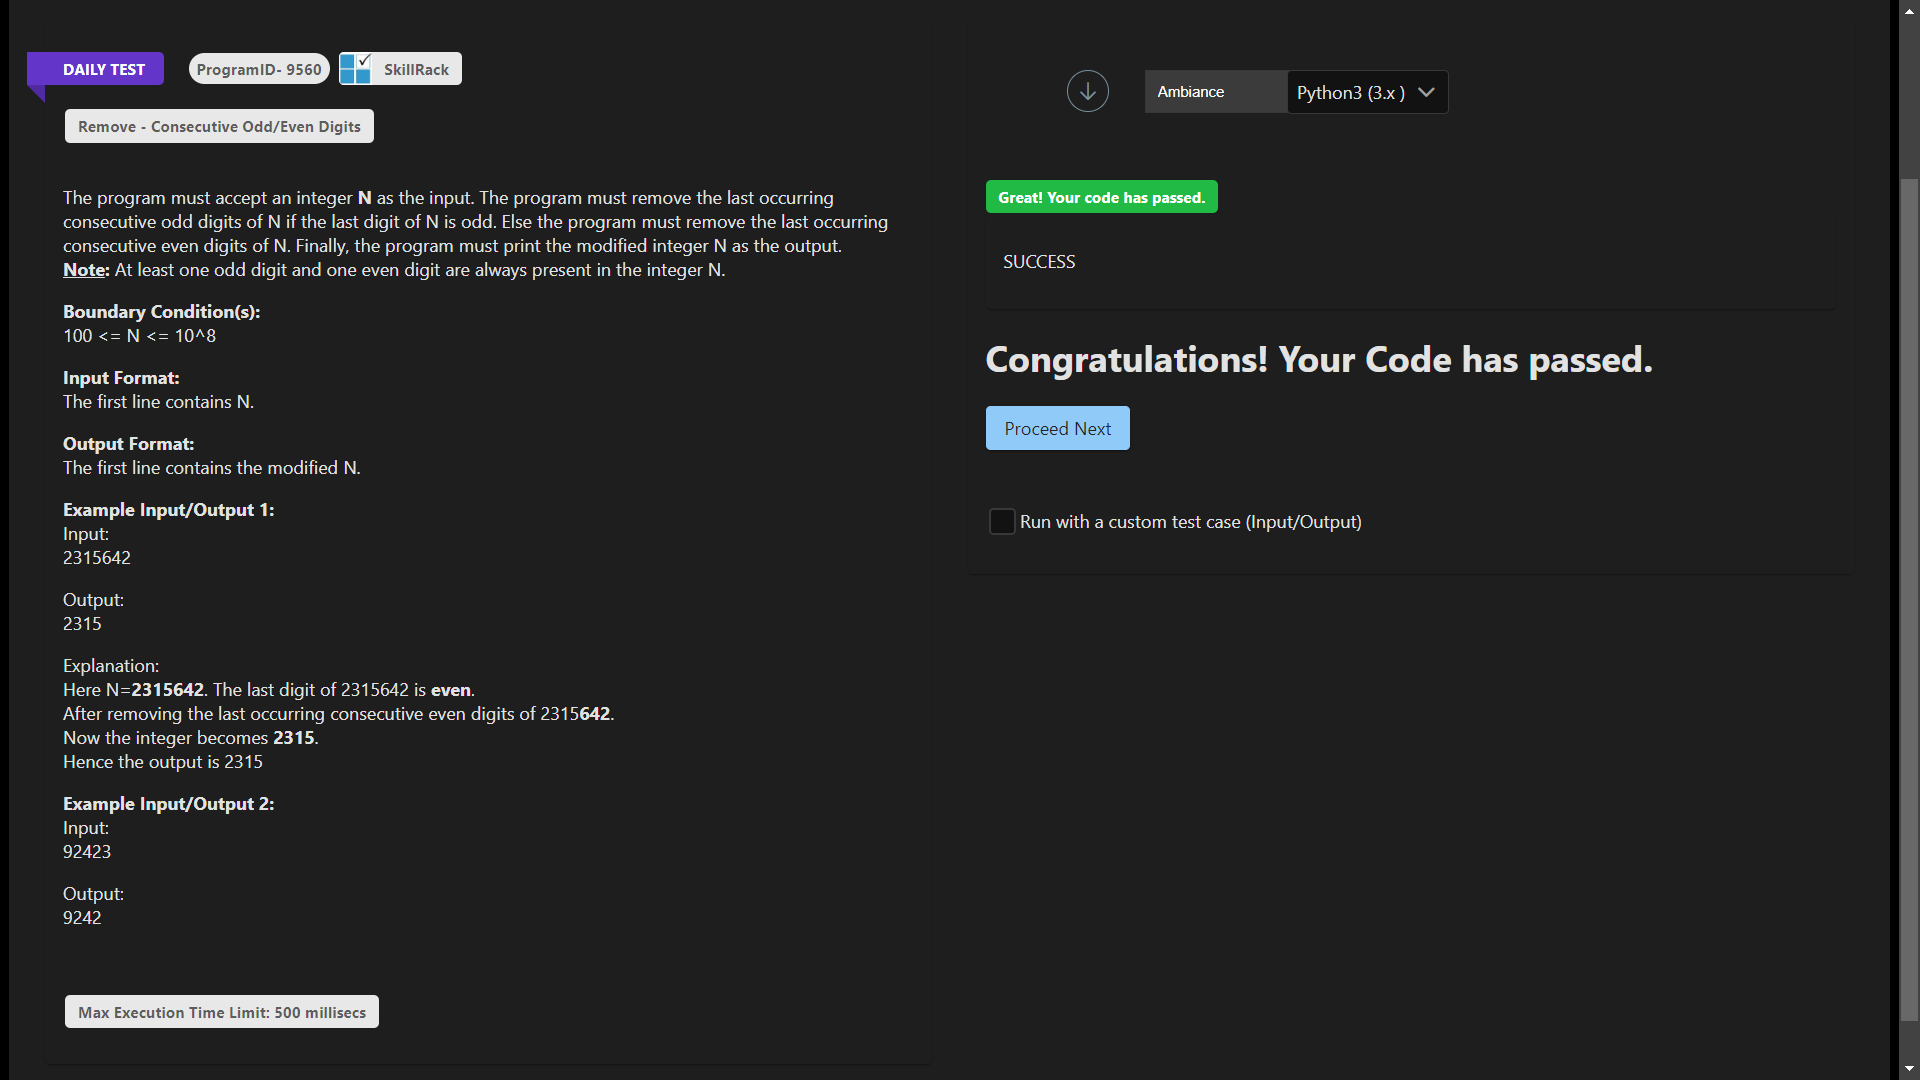 DAILY TEST
ProgramID- 9560
SkillRack
Remove - Consecutive Odd/Even Digits
The program must accept an integer N as the input. The program must remove the last occurring
consecutive odd digits of N if the last digit of N is odd. Else the program must remove the last occurring
consecutive even digits of N. Finally, the program must print the modified integer N as the output.
Note: At least one odd digit and one even digit are always present in the integer N.
Boundary Condition(s):
100 <= N <= 10^8
Input Format:
The first line contains N.
Output Format:
The first line contains the modified N.
Example Input/Output 1:
Input:
2315642
Output:
2315
Explanation:
Here N=2315642. The last digit of 2315642 is even.
After removing the last occurring consecutive even digits of 2315642.
Now the integer becomes 2315.
Hence the output is 2315
Example Input/Output 2:
Input:
92423
Output:
9242
Max Execution Time Limit: 500 millisecs
Ambiance
Python3 (3.x )
Great! Your code has passed.
SUCCESS
Congratulations! Your Code has passed.
Proceed Next
Run with a custom test case (Input/Output)